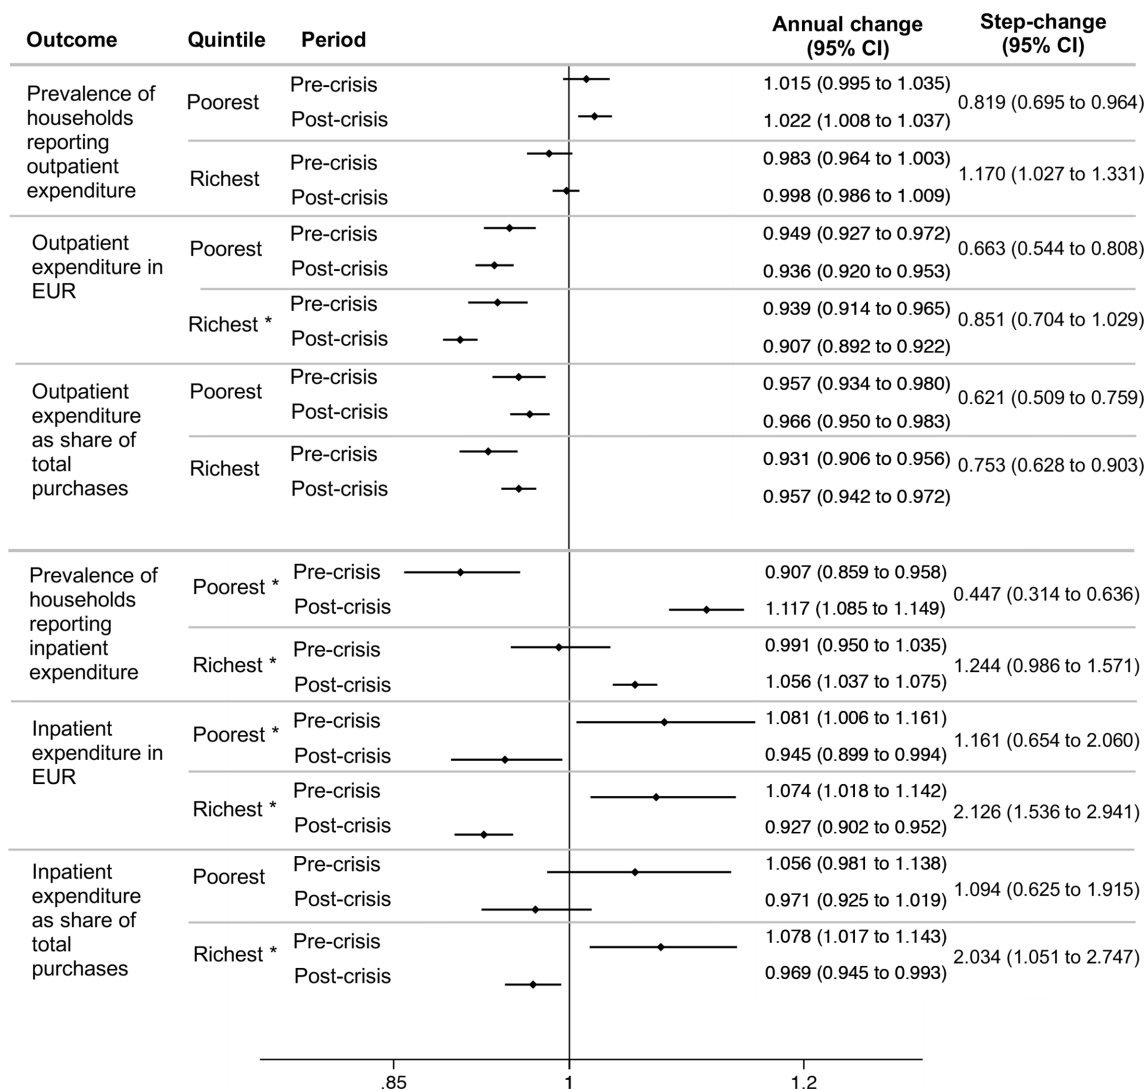 Outcome Quintile Period Annual change (95% CI) Step-change (95% CI)
Prevalence of
households
reporting
outpatient
expenditure
Poorest
Pre-crisis 1.015 (0.995 to 1.035)
Post-crisis 1.022 (1.008 to 1.037)
0.819 (0.695 to 0.964)
Richest
Pre-crisis 0.983 (0.964 to 1.003)
Post-crisis 0.998 (0.986 to 1.009)
1.170 (1.027 to 1.331)
Outpatient
expenditure in
EUR
Poorest
Pre-crisis 0.949 (0.927 to 0.972)
Post-crisis 0.936 (0.920 to 0.953)
0.663 (0.544 to 0.808)
Richest *
Pre-crisis 0.939 (0.914 to 0.965)
Post-crisis 0.907 (0.892 to 0.922)
0.851 (0.704 to 1.029)
Outpatient
expenditure
as share of
total
purchases
Poorest
Pre-crisis 0.957 (0.934 to 0.980)
Post-crisis 0.966 (0.950 to 0.983)
0.621 (0.509 to 0.759)
Richest
Pre-crisis 0.931 (0.906 to 0.956)
Post-crisis 0.957 (0.942 to 0.972)
0.753 (0.628 to 0.903)
Prevalence of
households
reporting
inpatient
expenditure
Poorest *
Pre-crisis 0.907 (0.859 to 0.958)
Post-crisis 1.117 (1.085 to 1.149)
0.447 (0.314 to 0.636)
Richest *
Pre-crisis 0.991 (0.950 to 1.035)
Post-crisis 1.056 (1.037 to 1.075)
1.244 (0.986 to 1.571)
Inpatient
expenditure in
EUR
Poorest *
Pre-crisis 1.081 (1.006 to 1.161)
Post-crisis 0.945 (0.899 to 0.994)
1.161 (0.654 to 2.060)
Richest *
Pre-crisis 1.074 (1.018 to 1.142)
Post-crisis 0.927 (0.902 to 0.952)
2.126 (1.536 to 2.941)
Inpatient
expenditure
as share of
total
purchases
Poorest
Pre-crisis 1.056 (0.981 to 1.138)
Post-crisis 0.971 (0.925 to 1.019)
1.094 (0.625 to 1.915)
Richest *
Pre-crisis 1.078 (1.017 to 1.143)
Post-crisis 0.969 (0.945 to 0.993)
2.034 (1.051 to 2.747)
.85 1 1.2